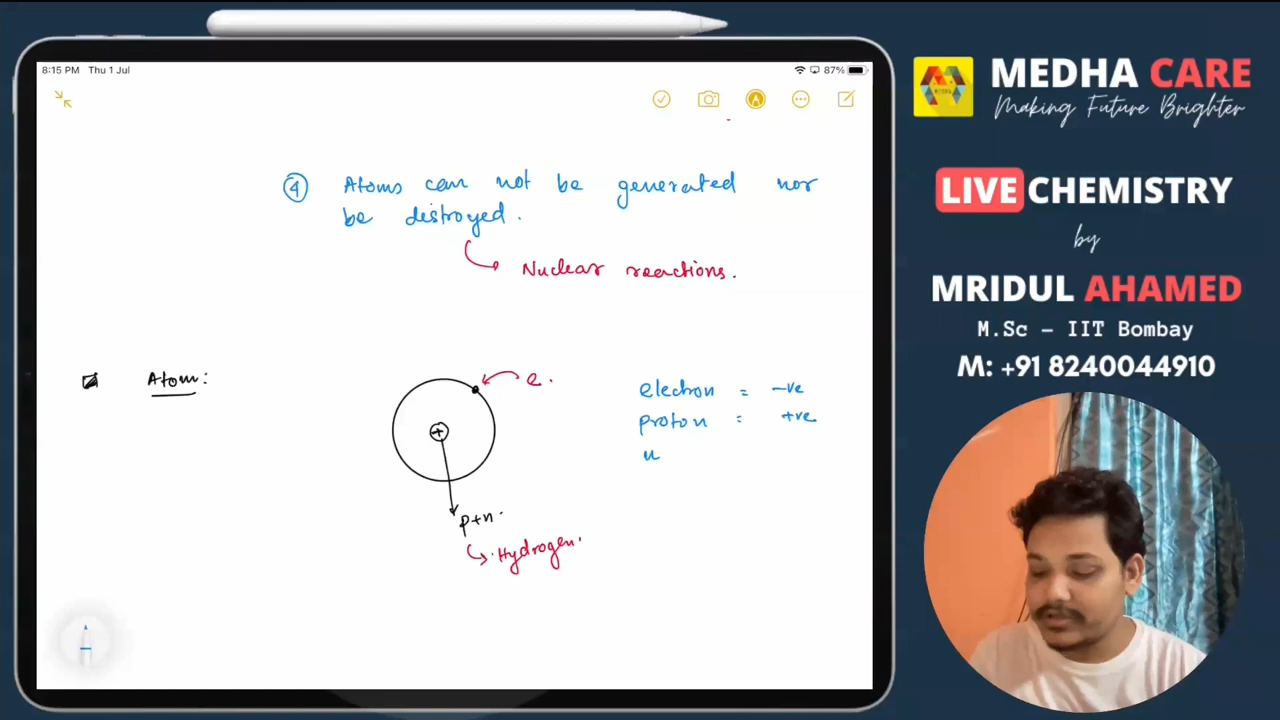 8:15 PM Thu 1 Jul
87%
④ Atoms can not be generated nor
be distroyed.
Nuclear reactions.
Atom:
e.
electron = -ve
proton = +ve
n
+
p+n.
Hydrogen.
MEDHA CARE
Making Future Brighter
LIVE CHEMISTRY
by
MRIDUL AHAMED
M.Sc - IIT Bombay
M: +91 8240044910